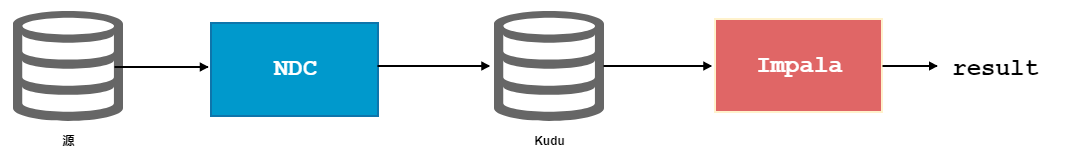 NDC
Impala
result
源
Kudu